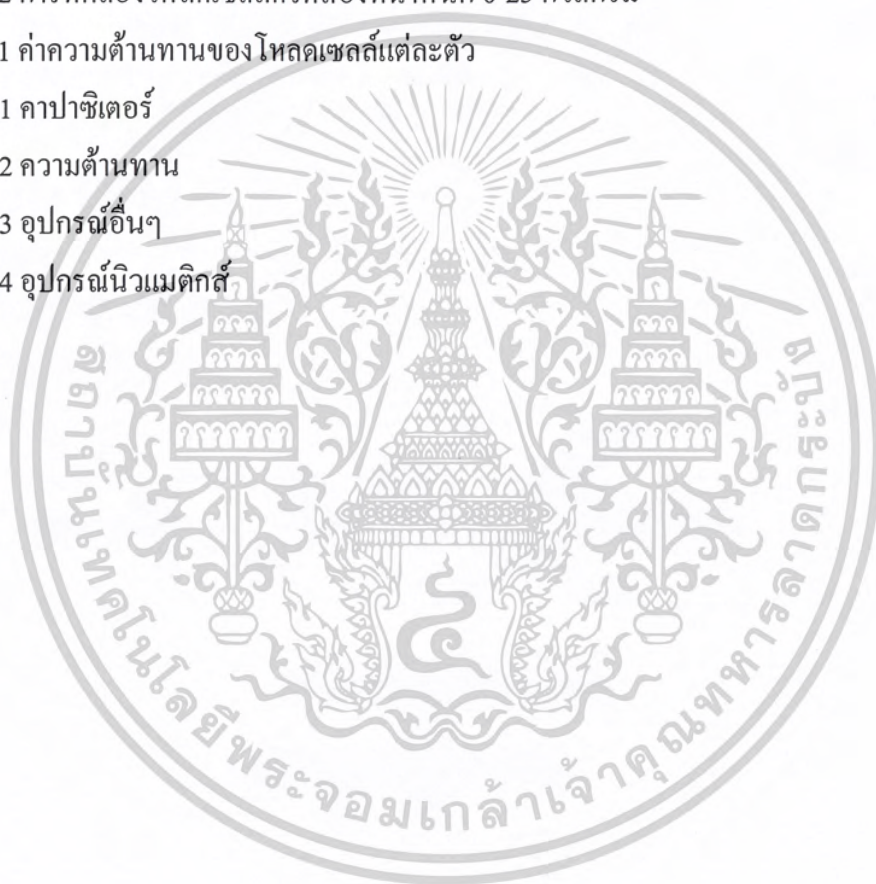 1 ค่าความต้านทานของโหลดเซลล์แต่ละตัว
1 คาปาซิเตอร์
2 ความต้านทาน
3 อุปกรณ์อื่นๆ
4 อุปกรณ์นิวแมติกส์
สถาบันเทคโนโลยีพระจอมเกล้าเจ้าคุณทหารลาดกระบัง
๔